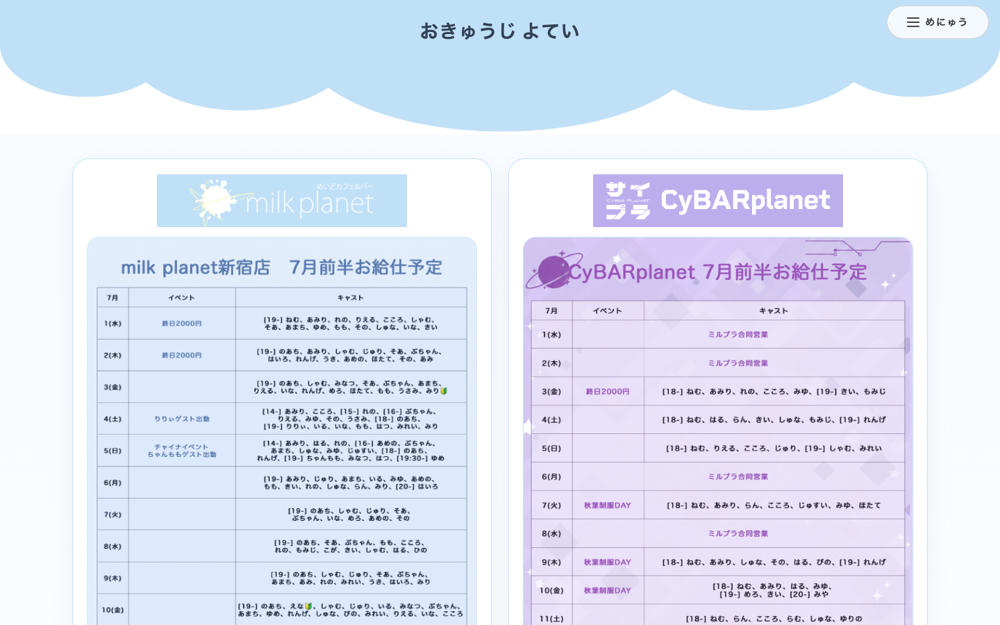 おきゅうじ よてい
めにゅう
めいどカフェ&バー
milk planet
milk planet新宿店 7月前半お給仕予定
7月 イベント キャスト
1(水) 終日2000円 [19-] ねむ、あみり、れの、りえる、こころ、しゃむ、
そあ、あまち、ゆめ、もも、その、しゅな、いな、きい
2(木) 終日2000円 [19-] のあち、あみり、しゃむ、じゅり、そあ、ぷちゃん、
はいろ、れんげ、うき、あめの、ほたて、その、あみ
3(金) [19-] のあち、しゃむ、みなつ、そあ、ぷちゃん、あまち、
りえる、いな、れんげ、めろ、ほたて、もも、うさみ、みり🔰
4(土) りりぃゲスト出勤 [14-] あみり、こころ、[15-] れの、[16-] ぷちゃん、
りえる、みゆ、その、うさみ、[18-] のあち、
[19-] りりぃ、いる、いな、もも、はつ、みれい、みり
5(日) チャイナイベント
ちゃんももゲスト出勤 [14-] あみり、はる、れの、[16-] あめの、ぷちゃん、
あまち、しゅな、みゆ、じゅすい、[18-] のあち、
れんげ、[19-] ちゃんもも、みなつ、はつ、[19:30-] ゆめ
6(月) [19-] あみり、じゅり、あまち、いる、みゆ、あめの、
もも、きい、れの、しゅな、らん、みり、[20-] はいろ
7(火) [19-] のあち、しゃむ、じゅり、そあ、
ぷちゃん、いな、めろ、あめの、その
8(水) [19-] のあち、そあ、ぷちゃん、もも、こころ、
れの、もみじ、こが、きい、しゃむ、はる、ひの
9(木) [19-] のあち、しゃむ、じゅり、そあ、ぷちゃん、
あまち、あみ、れの、みれい、うき、はいろ、みり
10(金) [19-] のあち、えな🔰、しゃむ、じゅり、いる、みなつ、ぷちゃん、
あまち、ゆめ、れんげ、しゅな、ぴの、みれい、りえる、いな、こころ
サイ
CYBAR PLANET
プラ
CyBARplanet
CyBARplanet 7月前半お給仕予定
7月 イベント キャスト
1(水) ミルプラ合同営業
2(木) ミルプラ合同営業
3(金) 終日2000円 [18-] ねむ、あみり、れの、こころ、みゆ、[19-] きい、もみじ
4(土) [18-] ねむ、はる、らん、きい、しゅな、もみじ、[19-] れんげ
5(日) [18-] ねむ、りえる、こころ、じゅり、[19-] しゃむ、みれい
6(月) ミルプラ合同営業
7(火) 秋葉制服DAY [18-] ねむ、あみり、らん、こころ、じゅすい、みゆ、ほたて
8(水) ミルプラ合同営業
9(木) 秋葉制服DAY [18-] ねむ、あみり、しゅな、その、はる、ぴの、[19-] れんげ
10(金) 秋葉制服DAY [18-] ねむ、あみり、はる、みゆ、
[19-] めろ、きい、[20-] みや
11(土) [18-] ねむ、らん、こころ、らむ、しゅな、ゆりの